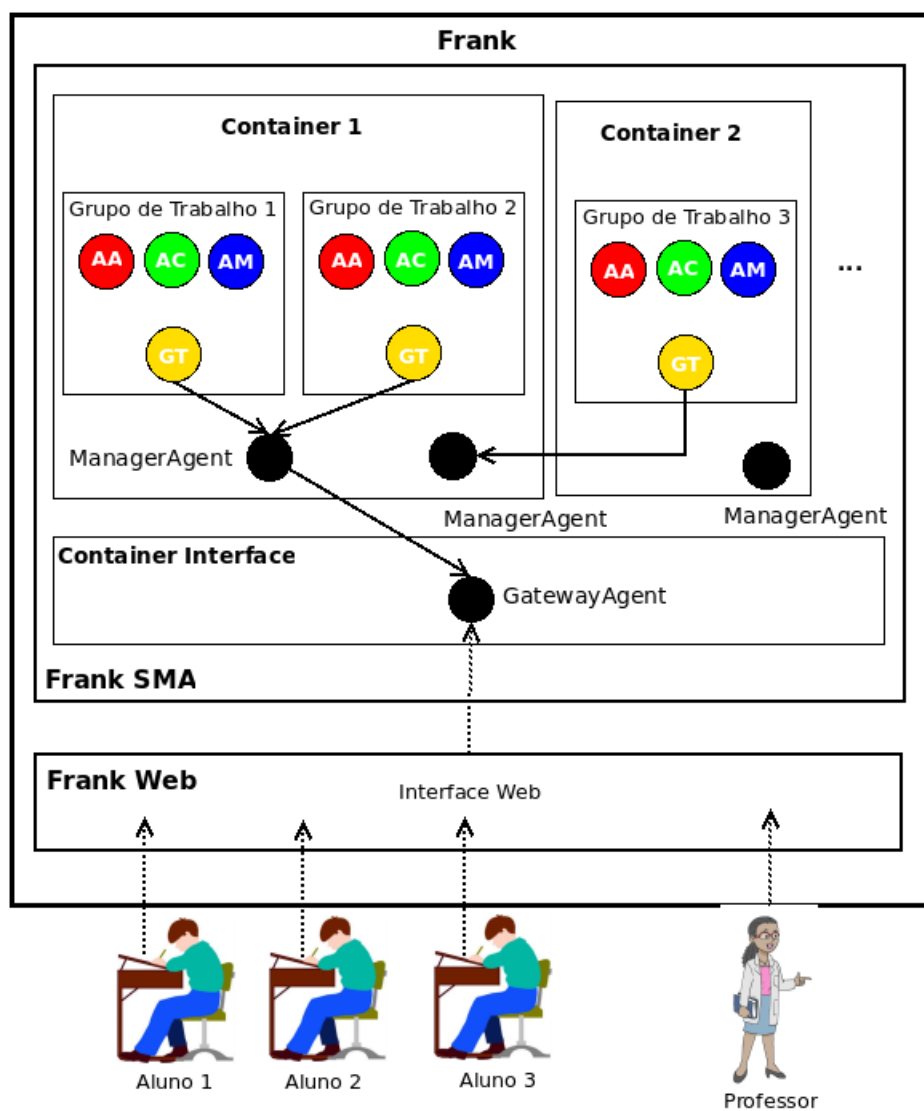 Frank
Container 1
Container 2
Grupo de Trabalho 1
Grupo de Trabalho 2
Grupo de Trabalho 3
AA AC AM
AA AC AM
AA AC AM
...
GT
GT
GT
ManagerAgent
ManagerAgent
ManagerAgent
Container Interface
GatewayAgent
Frank SMA
Frank Web
Interface Web
Aluno 1
Aluno 2
Aluno 3
Professor